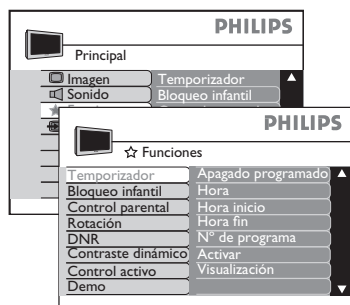 PHILIPS
Principal
Imagen Temporizador
Sonido Bloqueo infantil
PHILIPS
Funciones
Temporizador Apagado programado
Bloqueo infantil Hora
Control parental Hora inicio
Rotación Hora fin
DNR Nº de programa
Contraste dinámico Activar
Control activo Visualización
Demo